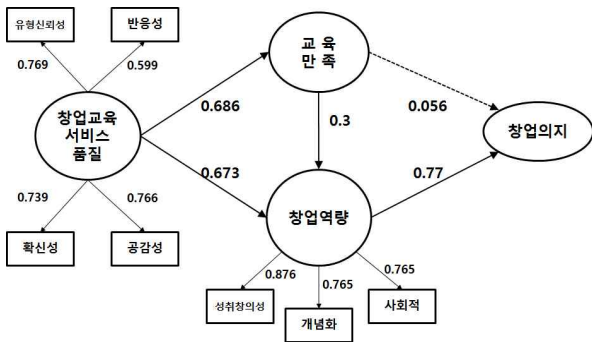 유형신뢰성
반응성
0.769
0.599
창업교육
서비스
품질
0.739
0.766
확신성
공감성
0.686
0.673
교 육
만 족
0.3
0.056
0.77
창업의지
창업역량
0.876
0.765
0.765
성취창의성
개념화
사회적